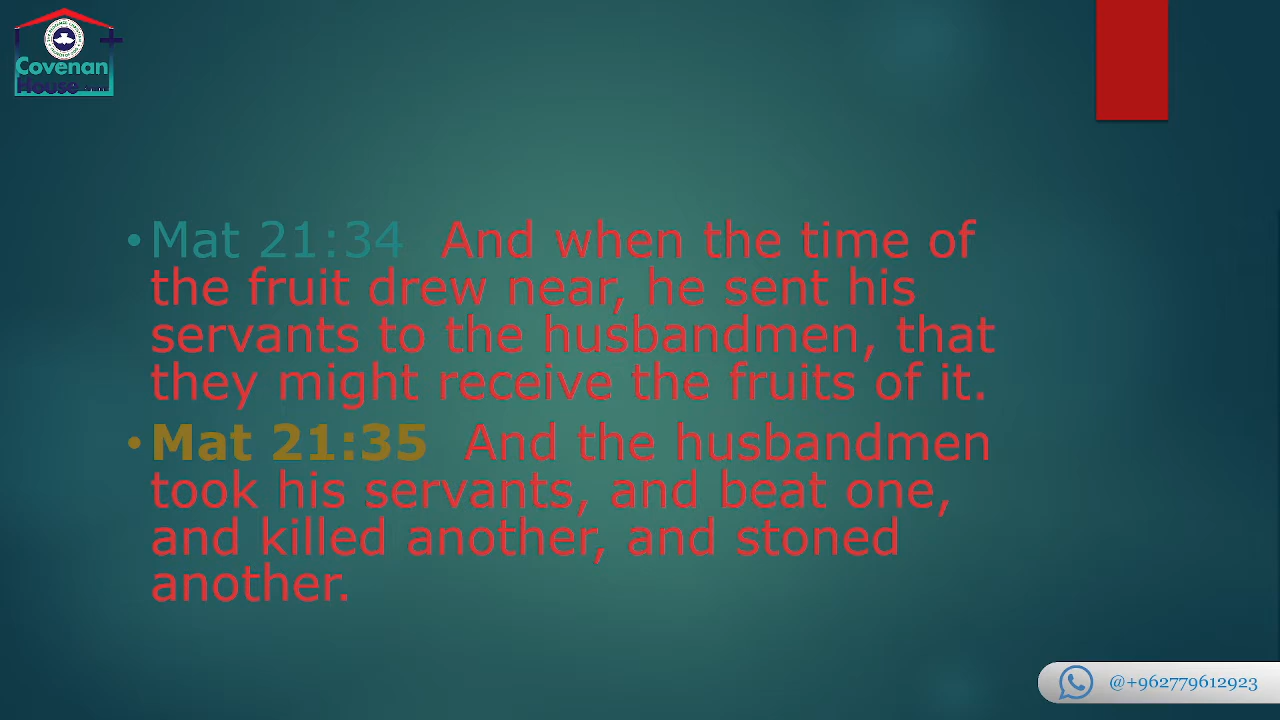 Covenan
House
• Mat 21:34 And when the time of
the fruit drew near, he sent his
servants to the husbandmen, that
they might receive the fruits of it.
• Mat 21:35 And the husbandmen
took his servants, and beat one,
and killed another, and stoned
another.
@+962779612923